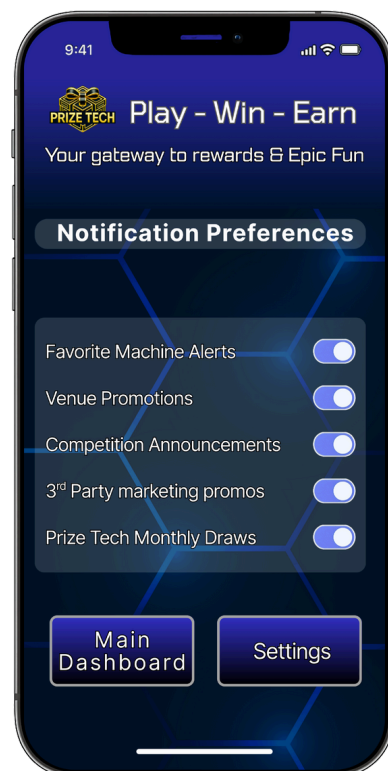 9:41
PRIZE TECH
Play - Win - Earn
Your gateway to rewards & Epic Fun
Notification Preferences
Favorite Machine Alerts
Venue Promotions
Competition Announcements
3rd Party marketing promos
Prize Tech Monthly Draws
Main
Dashboard
Settings